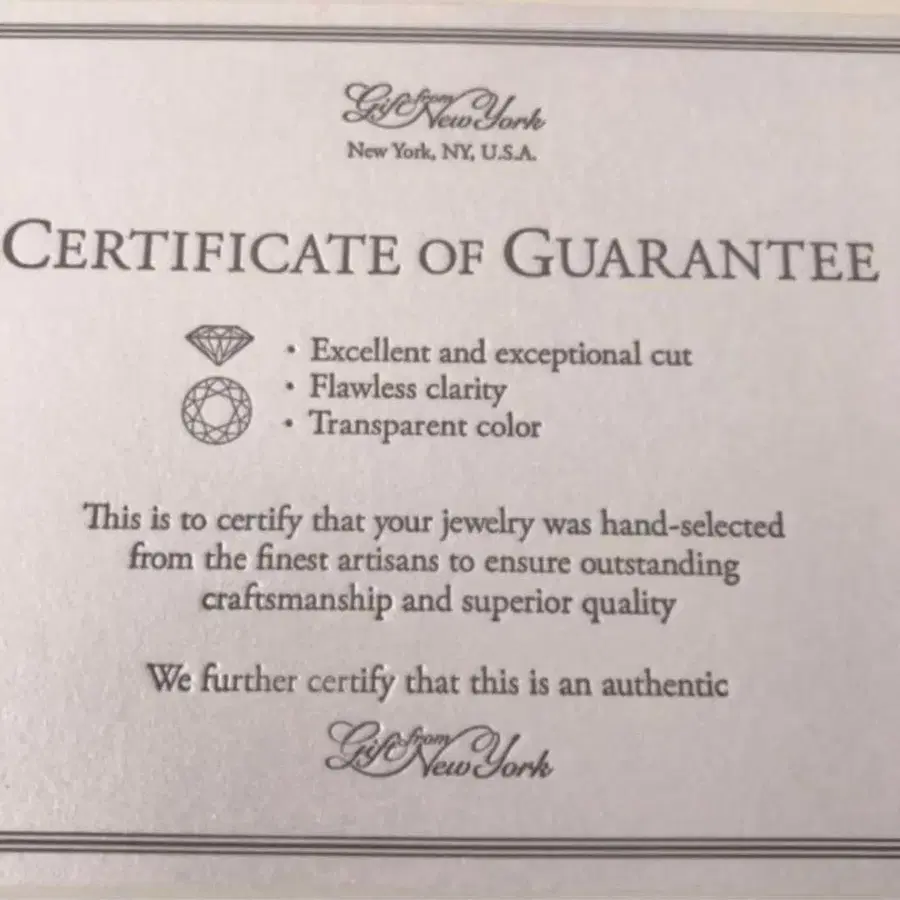 Gift from New York
New York, NY, U.S.A.
CERTIFICATE OF GUARANTEE
• Excellent and exceptional cut
• Flawless clarity
• Transparent color
This is to certify that your jewelry was hand-selected
from the finest artisans to ensure outstanding
craftsmanship and superior quality
We further certify that this is an authentic
Gift from New York